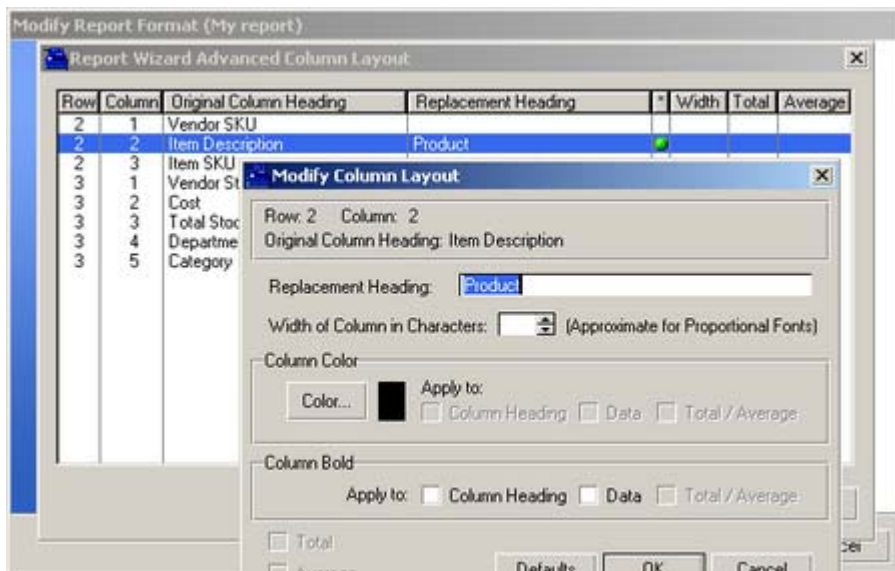 Modify Report Format (My report)
Report Wizard Advanced Column Layout
Row Column Original Column Heading Replacement Heading * Width Total Average
2 1 Vendor SKU
2 2 Item Description Product
2 3 Item SKU
3 1 Vendor St
3 2 Cost
3 3 Total Stoc
3 4 Departme
3 5 Category
Modify Column Layout
Row: 2 Column: 2
Original Column Heading: Item Description
Replacement Heading: Product
Width of Column in Characters: (Approximate for Proportional Fonts)
Column Color
Color... Apply to:
Column Heading Data Total / Average
Column Bold
Apply to: Column Heading Data Total / Average
Total
Average
Defaults OK Cancel